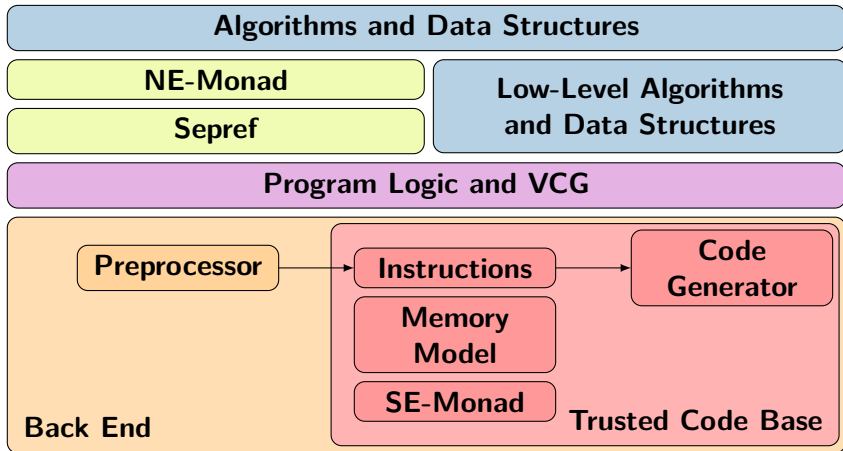 Algorithms and Data Structures
NE-Monad
Sepref
Low-Level Algorithms
and Data Structures
Program Logic and VCG
Preprocessor
Instructions
Code
Generator
Memory
Model
SE-Monad
Back End
Trusted Code Base